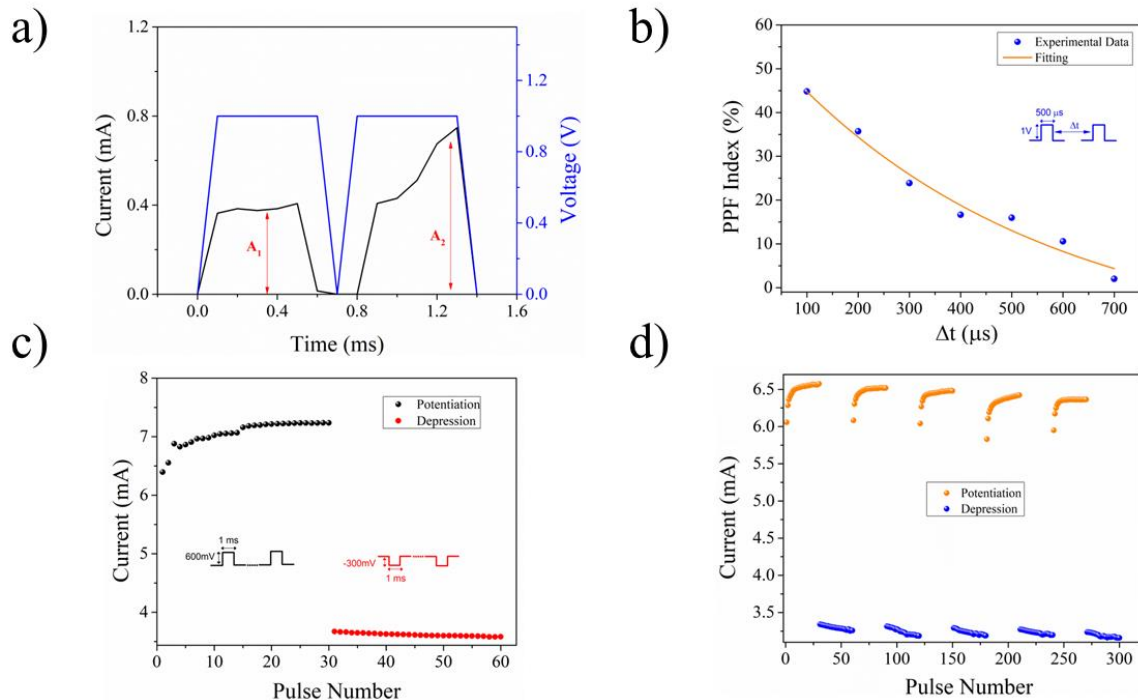 a)
1.2
0.8
0.4
0.0
Current (mA)
0.0 0.4 0.8 1.2 1.6
Time (ms)
1.2
0.8
0.4
0.0
Voltage (V)
A1
A2
b)
60
50
40
30
20
10
0
PPF Index (%)
100 200 300 400 500 600 700
Δt (μs)
Experimental Data
Fitting
500 μs
1V
Δt
c)
8
7
6
5
4
Current (mA)
0 10 20 30 40 50 60
Pulse Number
Potentiation
Depression
1 ms
600mV
-300mV
1 ms
d)
6.5
6.0
5.5
5.0
4.5
4.0
3.5
Current (mA)
0 50 100 150 200 250 300
Pulse Number
Potentiation
Depression